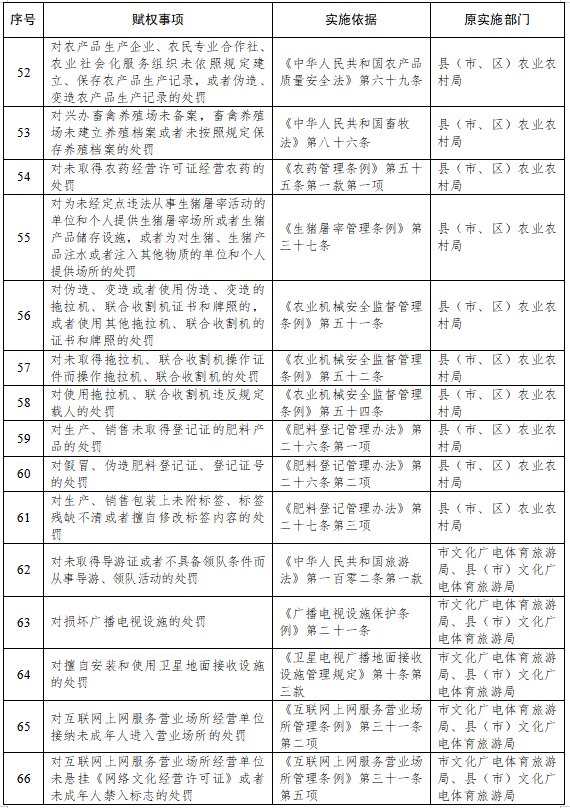 序号 赋权事项 实施依据 原实施部门
52
对农产品生产企业、农民专业合作社、
农业社会化服务组织未依照规定建
立、保存农产品生产记录，或者伪造、
变造农产品生产记录的处罚
《中华人民共和国农产品
质量安全法》第六十九条
县（市、区）农业农
村局
53
对兴办畜禽养殖场未备案，畜禽养殖
场未建立养殖档案或者未按照规定保
存养殖档案的处罚
《中华人民共和国畜牧
法》第八十六条
县（市、区）农业农
村局
54
对未取得农药经营许可证经营农药的
处罚
《农药管理条例》第五十
五条第一款第一项
县（市、区）农业农
村局
55
对为未经定点违法从事生猪屠宰活动的
单位和个人提供生猪屠宰场所或者生猪
产品储存设施，或者为对生猪、生猪产
品注水或者注入其他物质的单位和个人
提供场所的处罚
《生猪屠宰管理条例》第
三十七条
县（市、区）农业农
村局
56
对伪造、变造或者使用伪造、变造的
拖拉机、联合收割机证书和牌照的，
或者使用其他拖拉机、联合收割机的
证书和牌照的处罚
《农业机械安全监督管理
条例》第五十一条
县（市、区）农业农
村局
57
对未取得拖拉机、联合收割机操作证
件而操作拖拉机、联合收割机的处罚
《农业机械安全监督管理
条例》第五十二条
县（市、区）农业农
村局
58
对使用拖拉机、联合收割机违反规定
载人的处罚
《农业机械安全监督管理
条例》第五十四条
县（市、区）农业农
村局
59
对生产、销售未取得登记证的肥料产
品的处罚
《肥料登记管理办法》第
二十六条第一项
县（市、区）农业农
村局
60
对假冒、伪造肥料登记证、登记证号
的处罚
《肥料登记管理办法》第
二十六条第二项
县（市、区）农业农
村局
61
对生产、销售包装上未附标签、标签
残缺不清或者擅自修改标签内容的处
罚
《肥料登记管理办法》第
二十七条第三项
县（市、区）农业农
村局
62
对未取得导游证或者不具备领队条件而
从事导游、领队活动的处罚
《中华人民共和国旅游
法》第一百零二条第一款
市文化广电体育旅游
局、县（市）文化广
电体育旅游局
63
对损坏广播电视设施的处罚
《广播电视设施保护条
例》第二十一条
市文化广电体育旅游
局、县（市）文化广
电体育旅游局
64
对擅自安装和使用卫星地面接收设施
的处罚
《卫星电视广播地面接收
设施管理规定》第十条第
三款
市文化广电体育旅游
局、县（市）文化广
电体育旅游局
65
对互联网上网服务营业场所经营单位
接纳未成年人进入营业场所的处罚
《互联网上网服务营业场
所管理条例》第三十一条
第二项
市文化广电体育旅游
局、县（市）文化广
电体育旅游局
66
对互联网上网服务营业场所经营单位
未悬挂《网络文化经营许可证》或者
未成年人禁入标志的处罚
《互联网上网服务营业场
所管理条例》第三十一条
第五项
市文化广电体育旅游
局、县（市）文化广
电体育旅游局